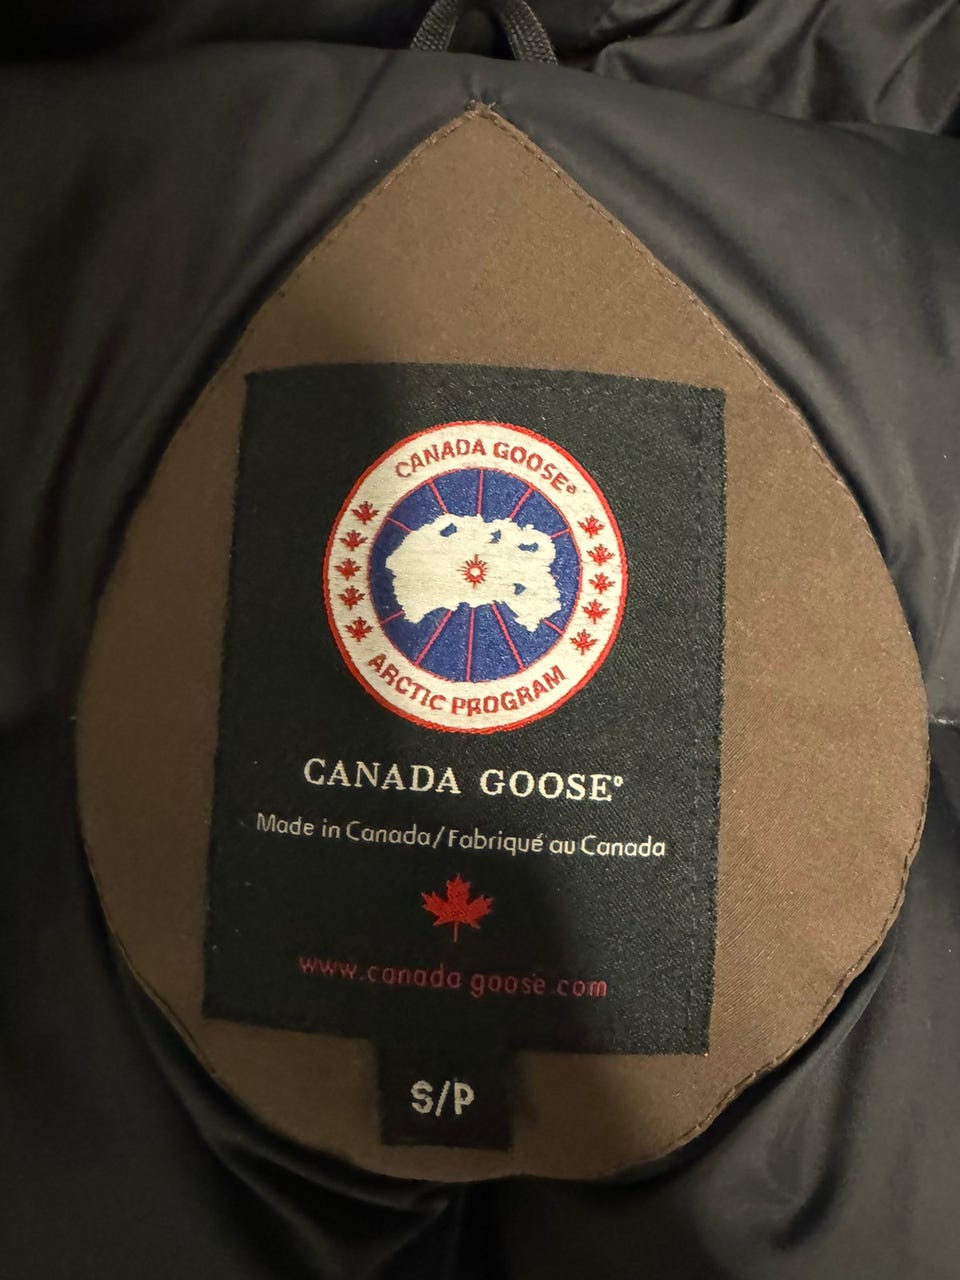 CANADA GOOSE®
ARCTIC PROGRAM
CANADA GOOSE®
Made in Canada/Fabriqué au Canada
www.canada goose.com
S/P